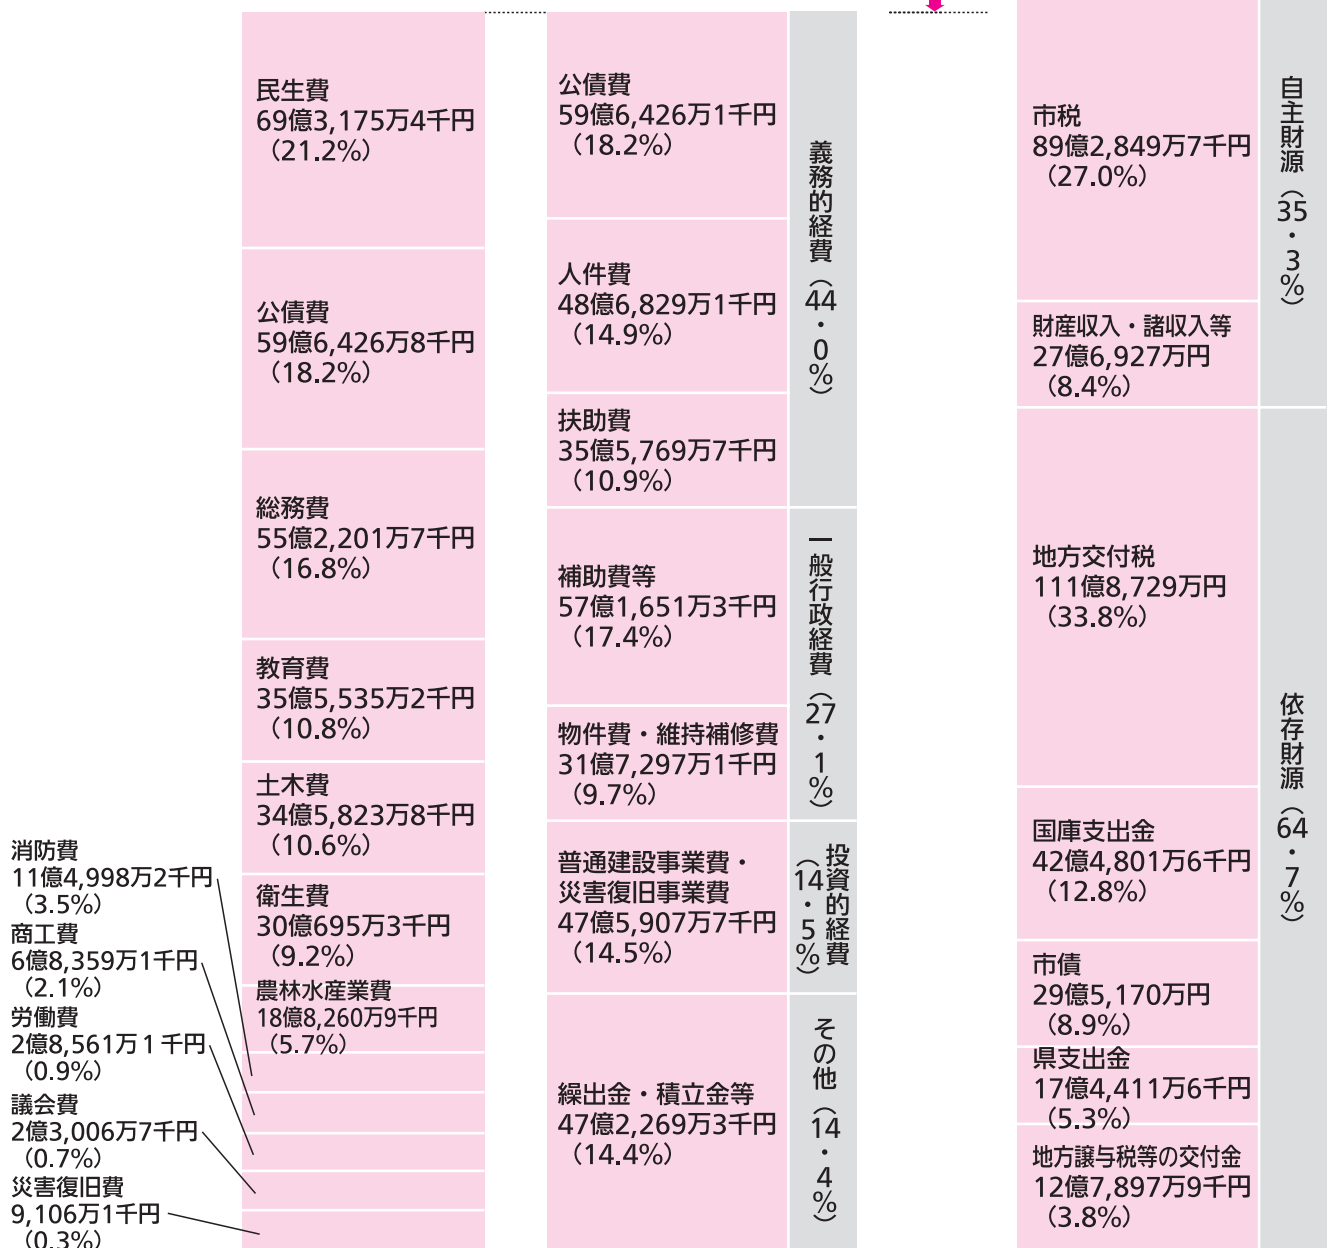 民生費
69億3,175万4千円
（21.2%）
公債費
59億6,426万8千円
（18.2%）
総務費
55億2,201万7千円
（16.8%）
教育費
35億5,535万2千円
（10.8%）
土木費
34億5,823万8千円
（10.6%）
衛生費
30億695万3千円
（9.2%）
農林水産業費
18億8,260万9千円
（5.7%）
消防費
11億4,998万2千円
（3.5%）
商工費
6億8,359万1千円
（2.1%）
労働費
2億8,561万1千円
（0.9%）
議会費
2億3,006万7千円
（0.7%）
災害復旧費
9,106万1千円
（0.3%）
公債費
59億6,426万1千円
（18.2%）
人件費
48億6,829万1千円
（14.9%）
扶助費
35億5,769万7千円
（10.9%）
義務的経費（44・0%）
補助費等
57億1,651万3千円
（17.4%）
物件費・維持補修費
31億7,297万1千円
（9.7%）
一般行政経費（27・1%）
普通建設事業費・
災害復旧事業費
47億5,907万7千円
（14.5%）
投資的経費
（14・5%）
繰出金・積立金等
47億2,269万3千円
（14.4%）
その他（14・4%）
市税
89億2,849万7千円
（27.0%）
財産収入・諸収入等
27億6,927万円
（8.4%）
自主財源（35・3%）
地方交付税
111億8,729万円
（33.8%）
国庫支出金
42億4,801万6千円
（12.8%）
市債
29億5,170万円
（8.9%）
県支出金
17億4,411万6千円
（5.3%）
地方譲与税等の交付金
12億7,897万9千円
（3.8%）
依存財源（64・7%）